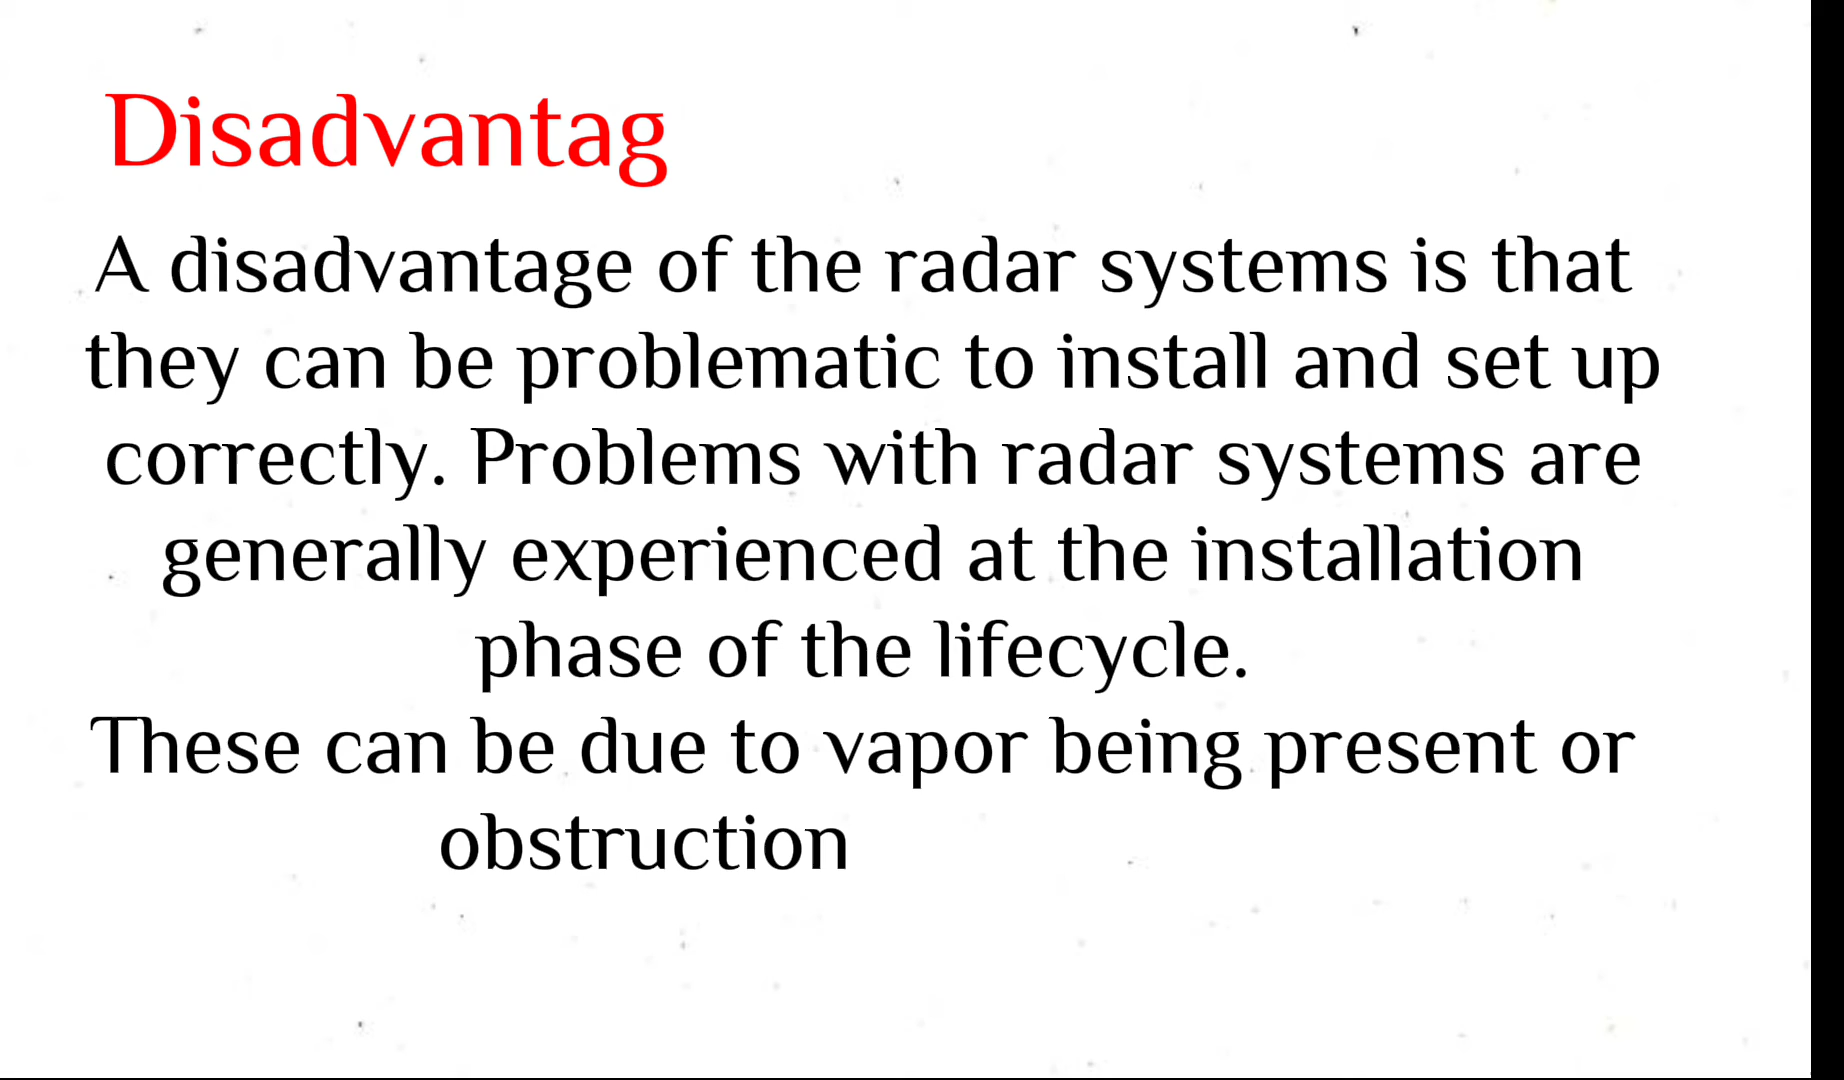 Disadvantag
A disadvantage of the radar systems is that
they can be problematic to install and set up
correctly. Problems with radar systems are
generally experienced at the installation
phase of the lifecycle.
These can be due to vapor being present or
obstruction